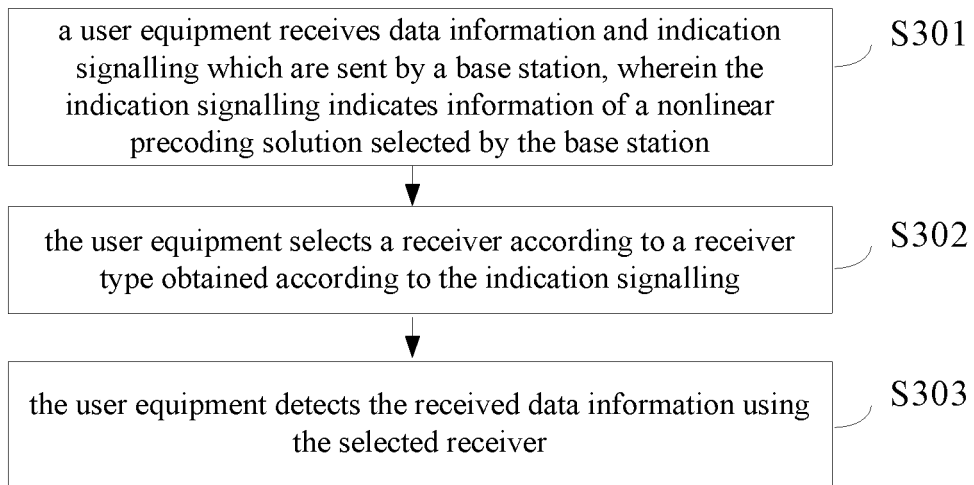 a user equipment receives data information and indication
signalling which are sent by a base station, wherein the
indication signalling indicates information of a nonlinear
precoding solution selected by the base station
S301
the user equipment selects a receiver according to a receiver
type obtained according to the indication signalling
S302
the user equipment detects the received data information using
the selected receiver
S303